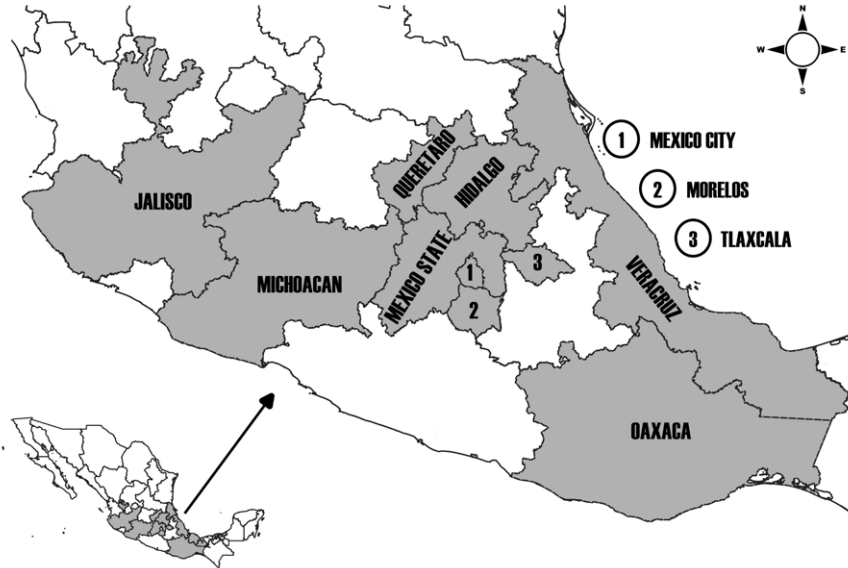 N
W E
S
1 MEXICO CITY
2 MORELOS
3 TLAXCALA
QUERETARO
HIDALGO
JALISCO
MEXICO STATE
MICHOACAN
1
2
3
VERACRUZ
OAXACA